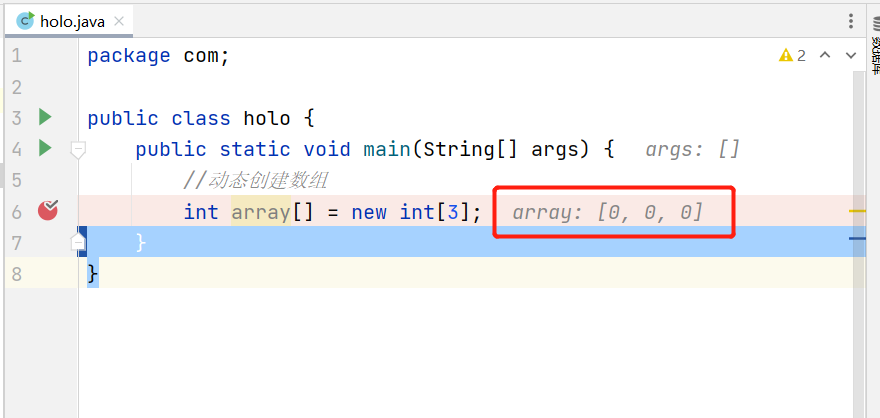 holo.java
1 package com; 2
2
3 public class holo {
4 public static void main(String[] args) { args: []
5 //动态创建数组
6 int array[] = new int[3]; array: [0, 0, 0]
7 }
8 }
数据库